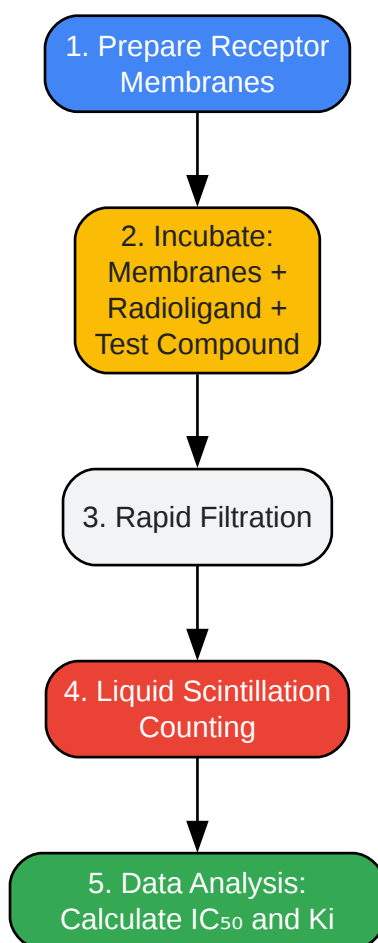 1. Prepare Receptor
Membranes
2. Incubate:
Membranes +
Radioligand +
Test Compound
3. Rapid Filtration
4. Liquid Scintillation
Counting
5. Data Analysis:
Calculate IC₅₀ and Ki